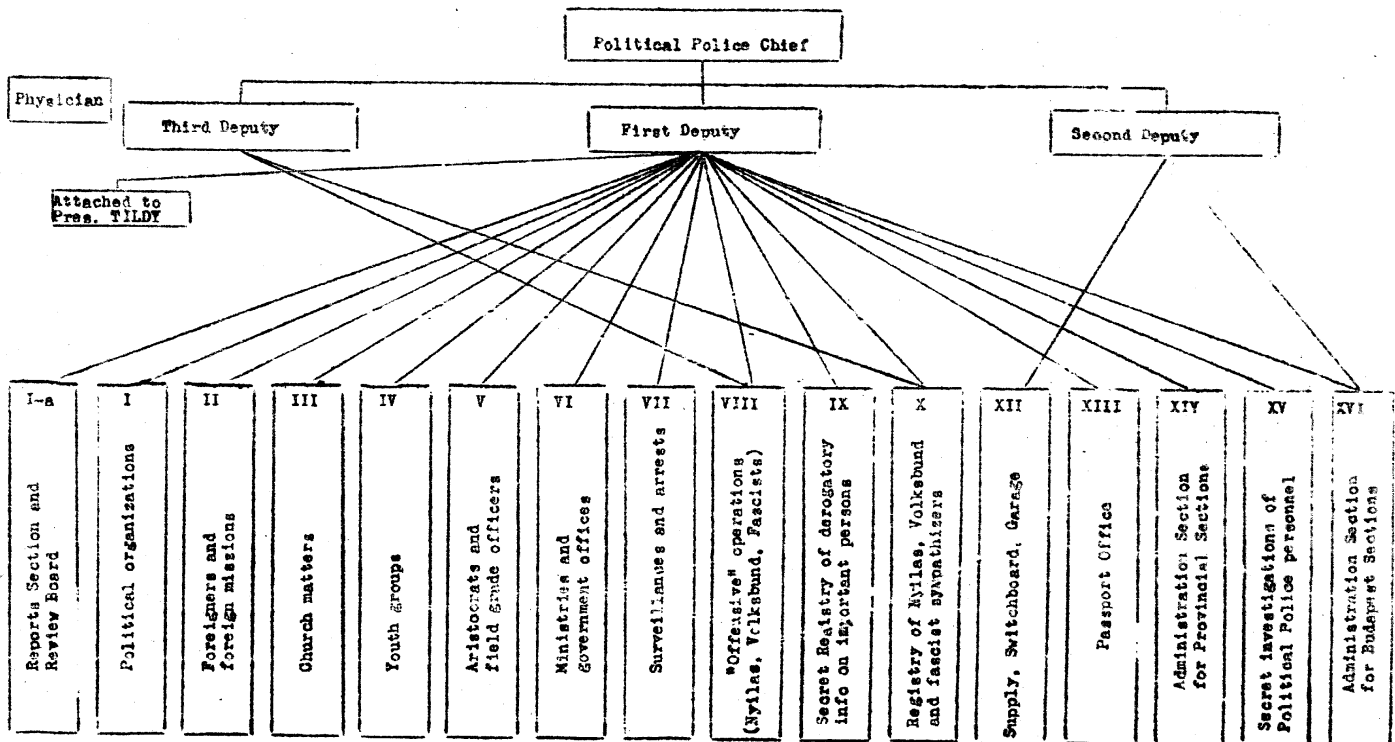 Political Police Chief
Physician
Third Deputy
First Deputy
Second Deputy
Attached to
Pres. TILDY
I-a
Reports Section and
Review Board
I
Political organizations
II
Foreigners and
foreign missions
III
Church matters
IV
Youth groups
V
Aristocrats and
field grade officers
VI
Ministries and
government offices
VII
Surveillances and arrests
VIII
"Offensive" operations
(Nyilas, Volksbund, Fascists)
IX
Secret Registry of derogatory
info on important persons
X
Registry of Nyilas, Volksbund
and fascist sympathizers
XII
Supply, Switchboard, Garage
XIII
Passport Office
XIV
Administration Section
for Provincial Sections
XV
Secret investigations of
Political Police personnel
XVI
Administration Section
for Budapest Sections